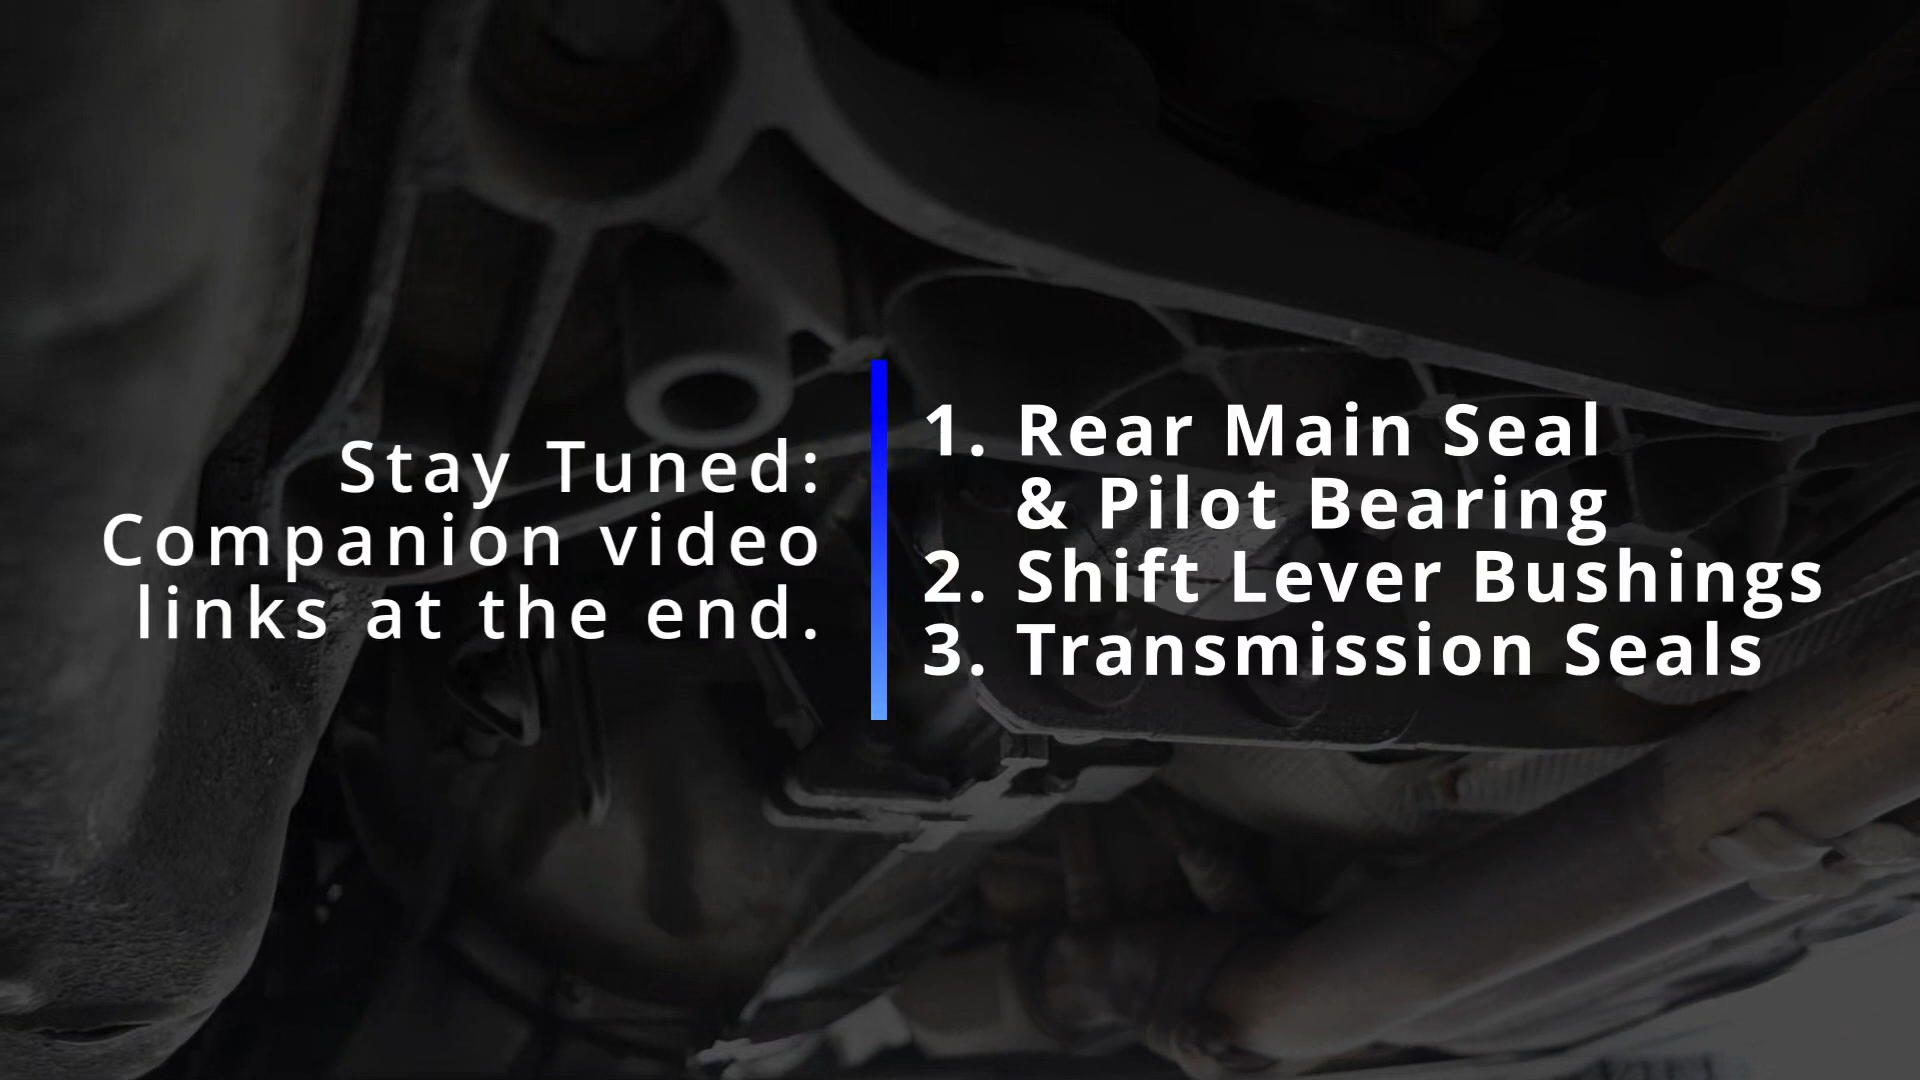 Stay Tuned:
Companion video
links at the end.
1. Rear Main Seal
& Pilot Bearing
2. Shift Lever Bushings
3. Transmission Seals